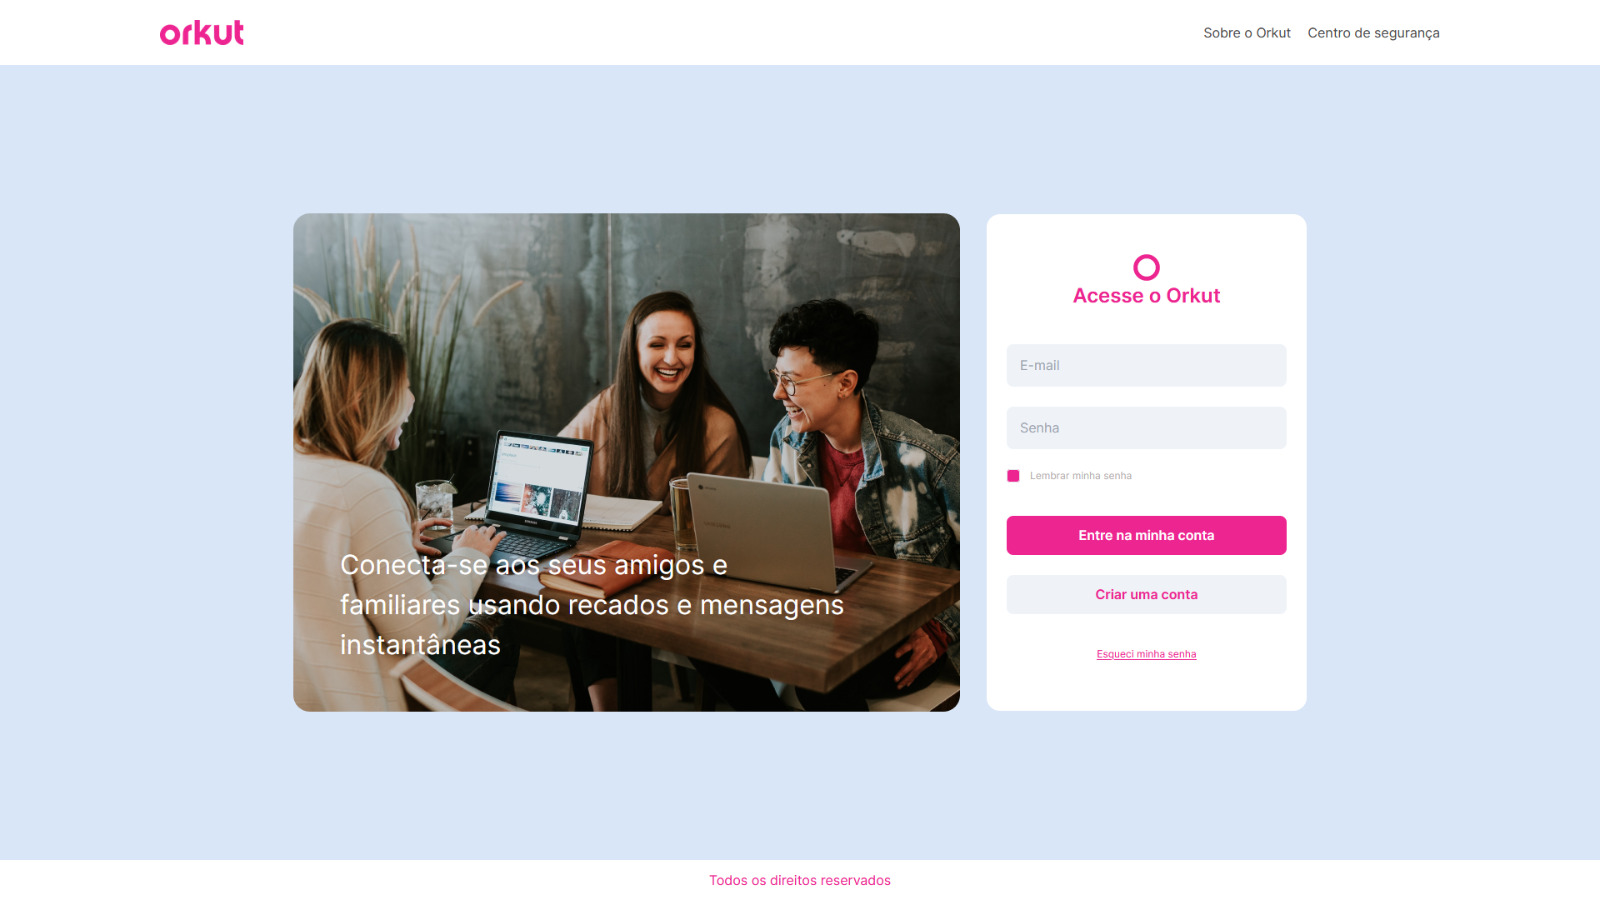 orkut
Sobre o Orkut Centro de segurança
Conecta-se aos seus amigos e
familiares usando recados e mensagens
instantâneas
Acesse o Orkut
E-mail
Senha
Lembrar minha senha
Entre na minha conta
Criar uma conta
Esqueci minha senha
Todos os direitos reservados